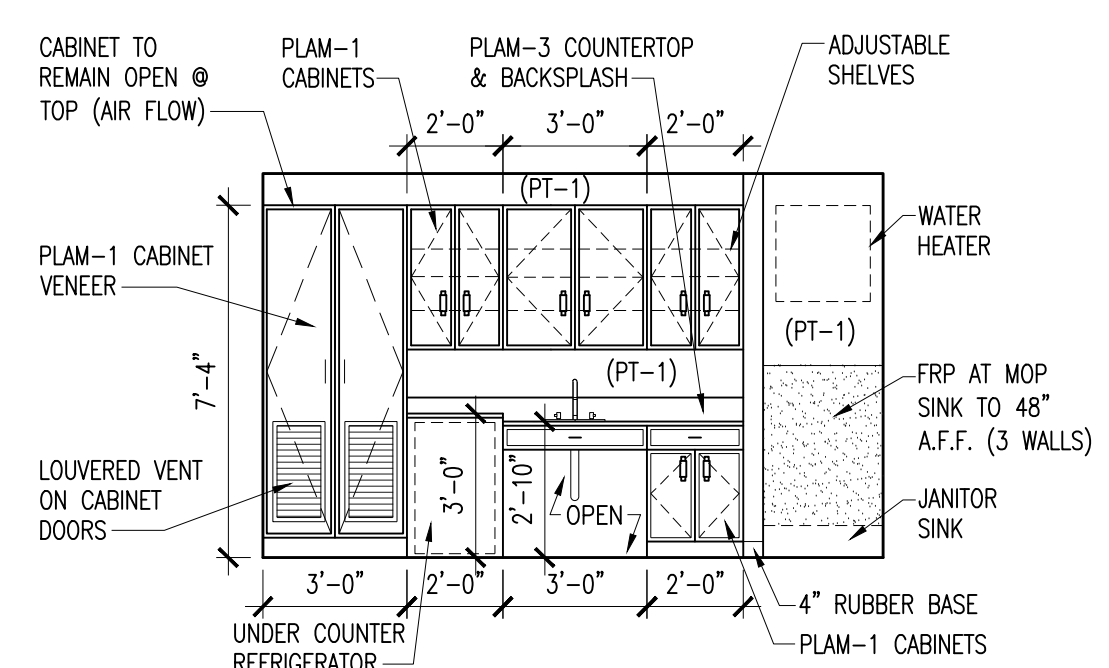 CABINET TO
REMAIN OPEN @
TOP (AIR FLOW)
PLAM-1
CABINETS
PLAM-3 COUNTERTOP
& BACKSPLASH
ADJUSTABLE
SHELVES
2'-0"
3'-0"
2'-0"
(PT-1)
WATER
HEATER
PLAM-1 CABINET
VENEER
(PT-1)
(PT-1)
7'-4"
FRP AT MOP
SINK TO 48"
A.F.F. (3 WALLS)
LOUVERED VENT
ON CABINET
DOORS
3'-0"
2'-10"
OPEN
JANITOR
SINK
3'-0"
2'-0"
3'-0"
2'-0"
4" RUBBER BASE
UNDER COUNTER
REFRIGERATOR
PLAM-1 CABINETS